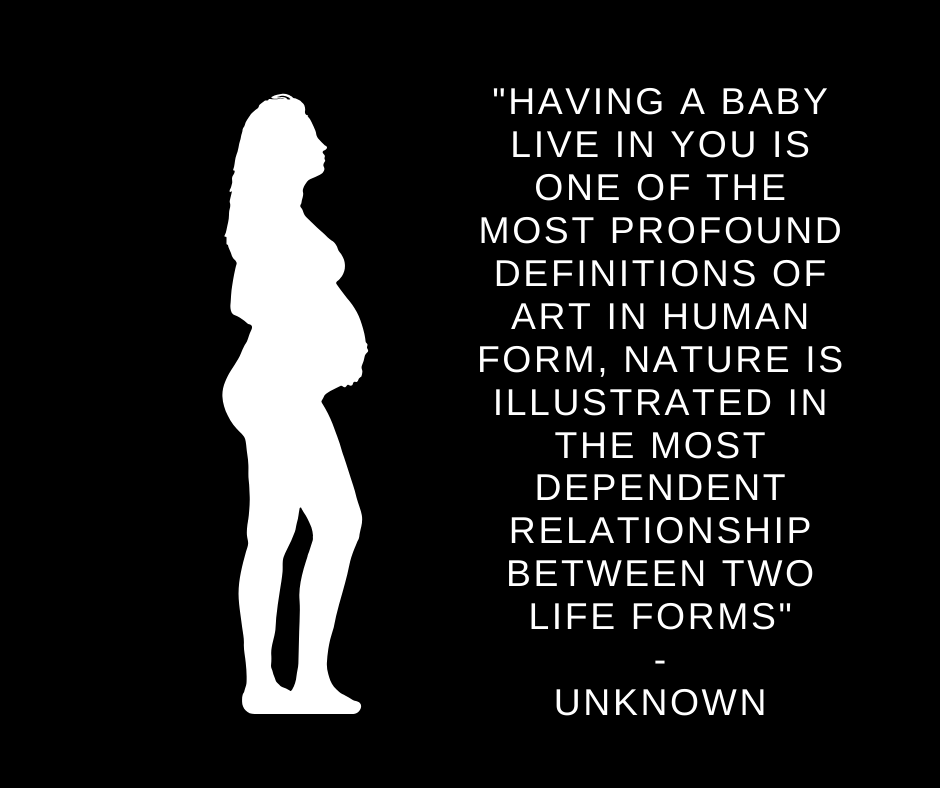 "HAVING A BABY
LIVE IN YOU IS
ONE OF THE
MOST PROFOUND
DEFINITIONS OF
ART IN HUMAN
FORM, NATURE IS
ILLUSTRATED IN
THE MOST
DEPENDENT
RELATIONSHIP
BETWEEN TWO
LIFE FORMS"
-
UNKNOWN